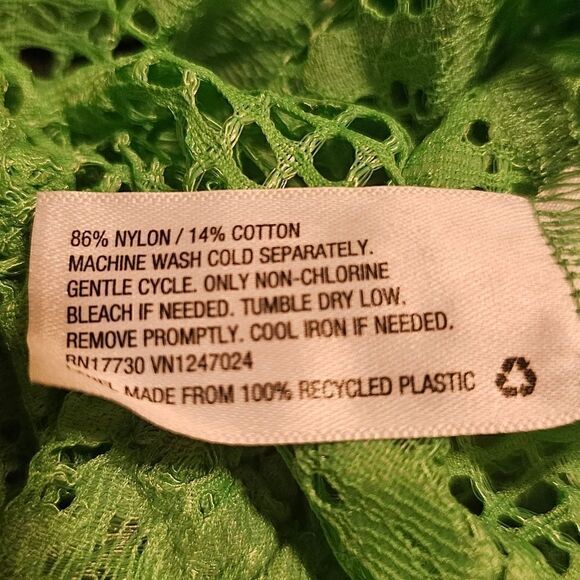 86% NYLON / 14% COTTON
MACHINE WASH COLD SEPARATELY.
GENTLE CYCLE. ONLY NON-CHLORINE
BLEACH IF NEEDED. TUMBLE DRY LOW.
REMOVE PROMPTLY. COOL IRON IF NEEDED.
RN17730 VN1247024
MADE FROM 100% RECYCLED PLASTIC